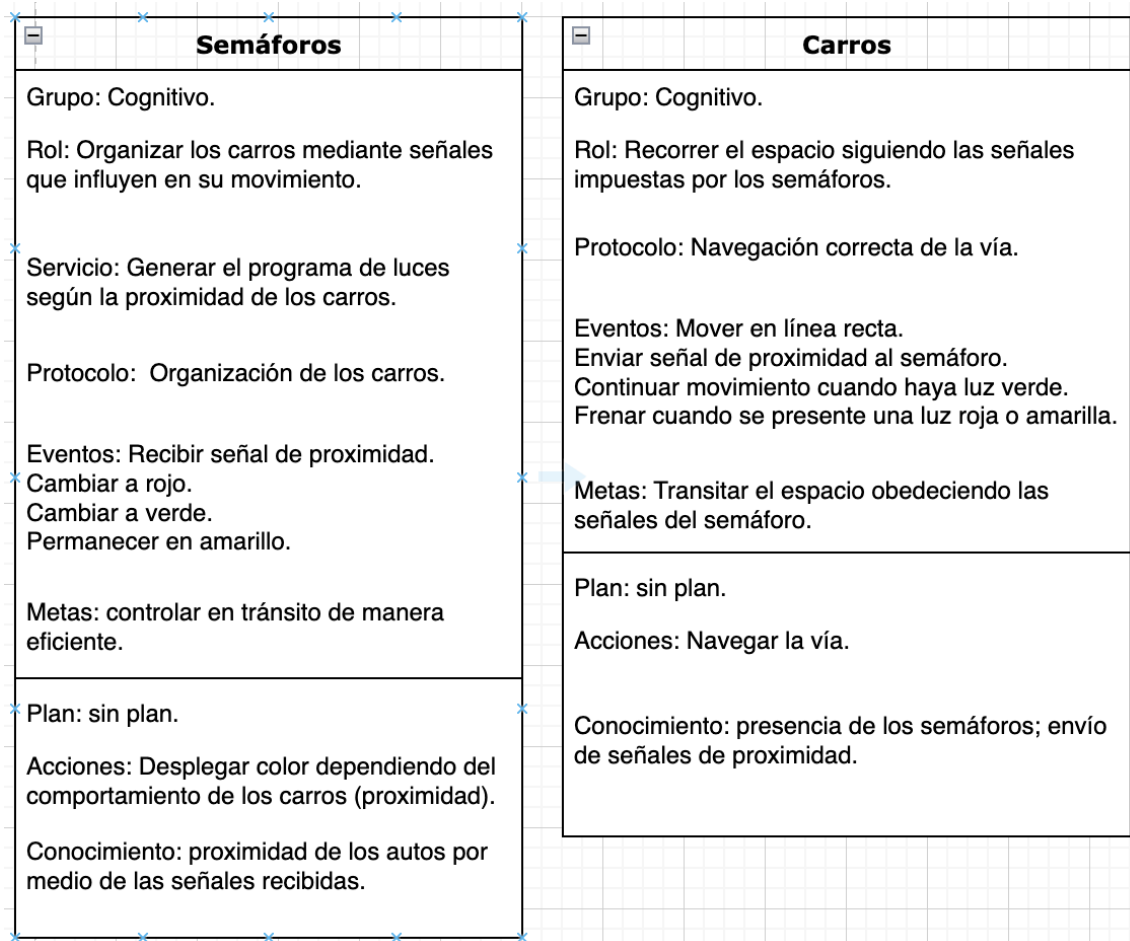 Semáforos
Grupo: Cognitivo.
Rol: Organizar los carros mediante señales
que influyen en su movimiento.
Servicio: Generar el programa de luces
según la proximidad de los carros.
Protocolo:  Organización de los carros.
Eventos: Recibir señal de proximidad.
Cambiar a rojo.
Cambiar a verde.
Permanecer en amarillo.
Metas: controlar en tránsito de manera
eficiente.
Plan: sin plan.
Acciones: Desplegar color dependiendo del
comportamiento de los carros (proximidad).
Conocimiento: proximidad de los autos por
medio de las señales recibidas.
Carros
Grupo: Cognitivo.
Rol: Recorrer el espacio siguiendo las señales
impuestas por los semáforos.
Protocolo: Navegación correcta de la vía.
Eventos: Mover en línea recta.
Enviar señal de proximidad al semáforo.
Continuar movimiento cuando haya luz verde.
Frenar cuando se presente una luz roja o amarilla.
Metas: Transitar el espacio obedeciendo las
señales del semáforo.
Plan: sin plan.
Acciones: Navegar la vía.
Conocimiento: presencia de los semáforos; envío
de señales de proximidad.